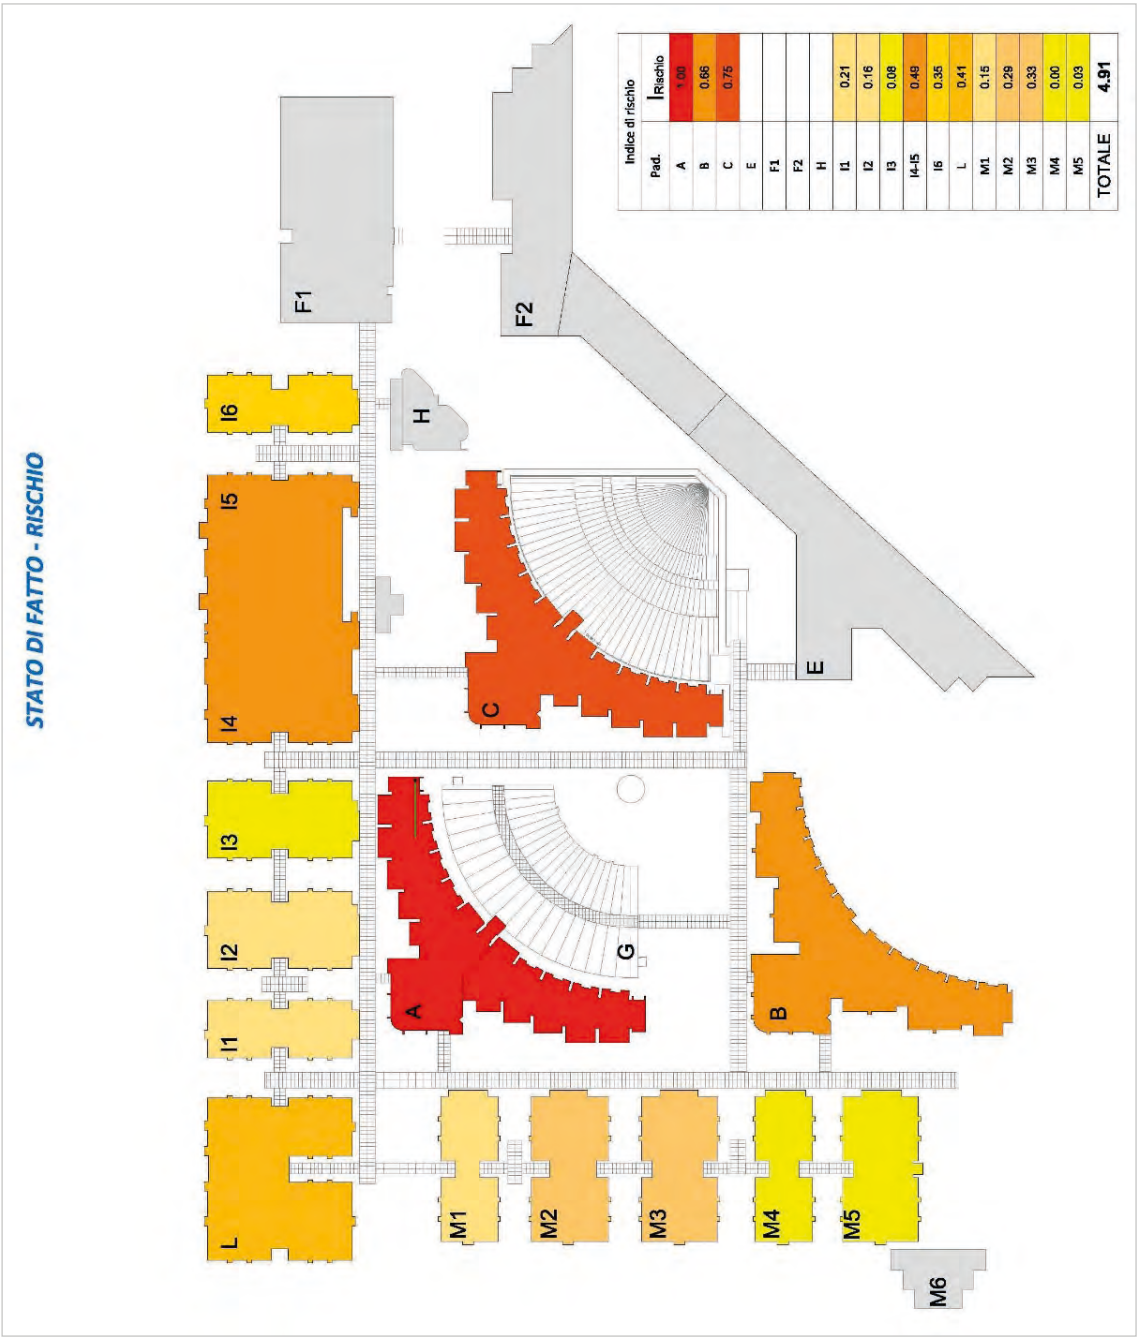 STATO DI FATTO - RISCHIO
Indice di rischio
Pad. I Rischio
A 1.00
B 0.66
C 0.75
E
F1
F2
H
I1 0.21
I2 0.16
I3 0.08
I4-I5 0.49
I6 0.35
L 0.41
M1 0.15
M2 0.29
M3 0.33
M4 0.00
M5 0.03
TOTALE 4.91
L
I1
I2
I3
I4
I5
I6
F1
H
F2
A
G
C
E
B
M1
M2
M3
M4
M5
M6